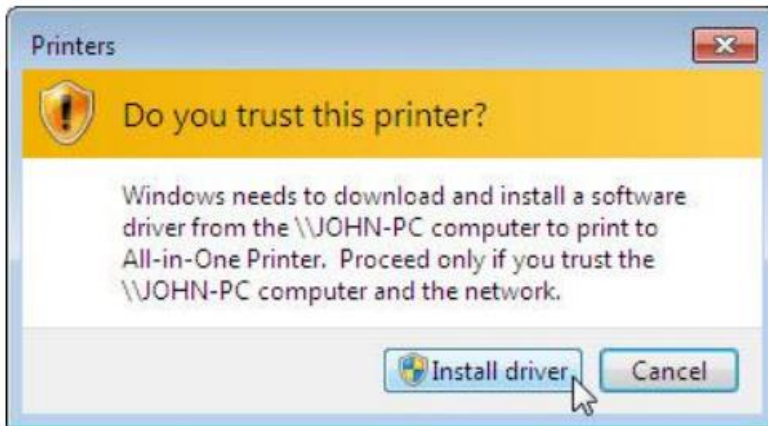 Printers
Do you trust this printer?
Windows needs to download and install a software
driver from the \\JOHN-PC computer to print to
All-in-One Printer. Proceed only if you trust the
\\JOHN-PC computer and the network.
Install driver
Cancel